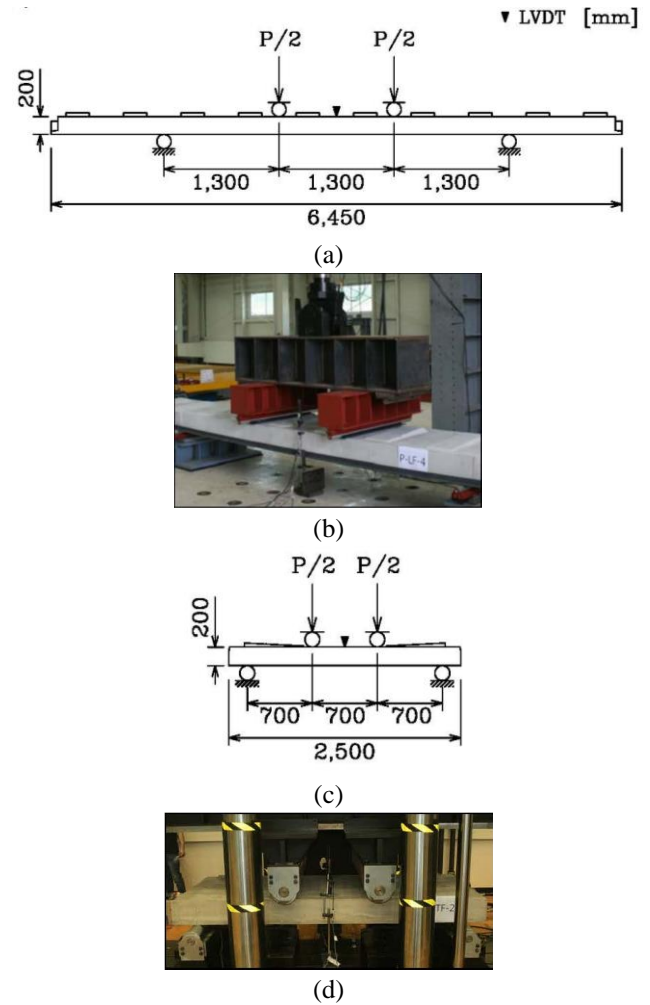 ▼ LVDT [mm]
P/2 P/2
200
1,300 1,300 1,300
6,450
(a)
P-LF-4
(b)
P/2 P/2
200
700 700 700
2,500
(c)
TF-2
(d)